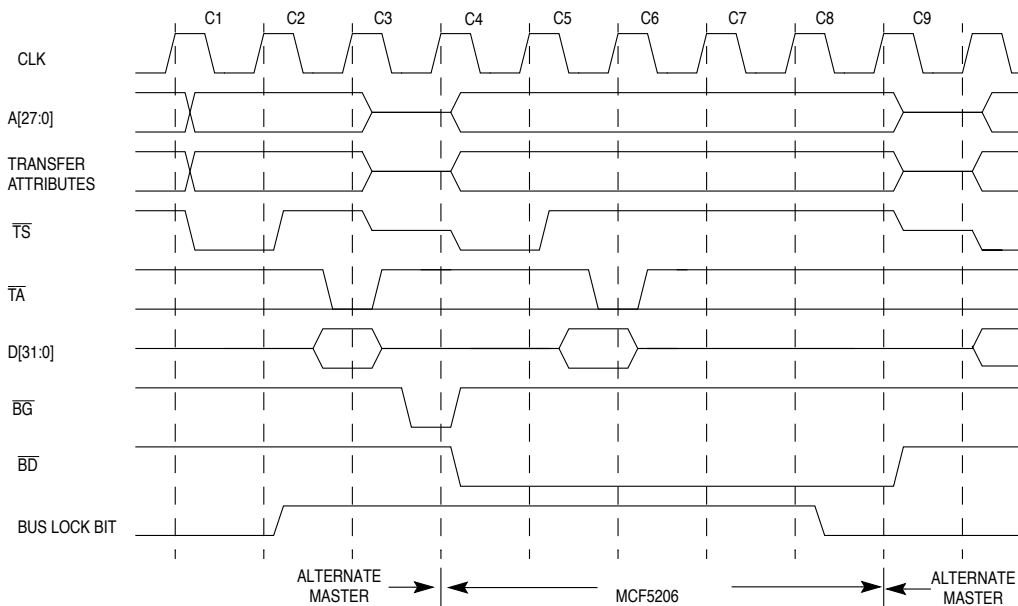 C1 C2 C3 C4 C5 C6 C7 C8 C9
CLK
A[27:0]
TRANSFER
ATTRIBUTES
TS
TA
D[31:0]
BG
BD
BUS LOCK BIT
ALTERNATE
MASTER
MCF5206
ALTERNATE
MASTER